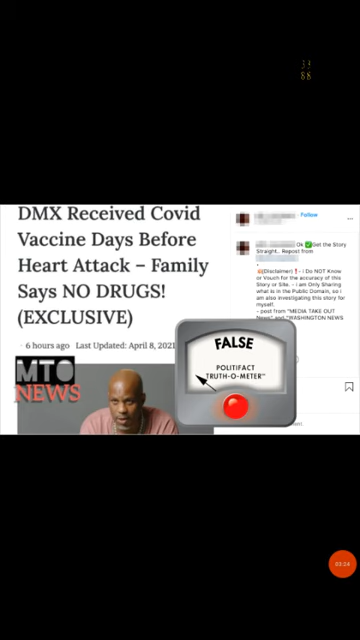 39
88
DMX Received Covid
Vaccine Days Before
Heart Attack – Family
Says NO DRUGS!
(EXCLUSIVE)
6 hours ago Last Updated: April 8, 2021
MTO
NEWS
Follow
Ok ✅Get the Story
Straight.. Repost from
(Disclaimer)❗️- i Do NOT Know
or Vouch for the accuracy of this
Story or Site. - i am Only Sharing
what is in the Public Domain, so i
am also investigating this story for
myself.
- post from "MEDIA TAKE OUT
News" and "WASHINGTON NEWS
FALSE
POLITIFACT
TRUTH-O-METER™
03:24